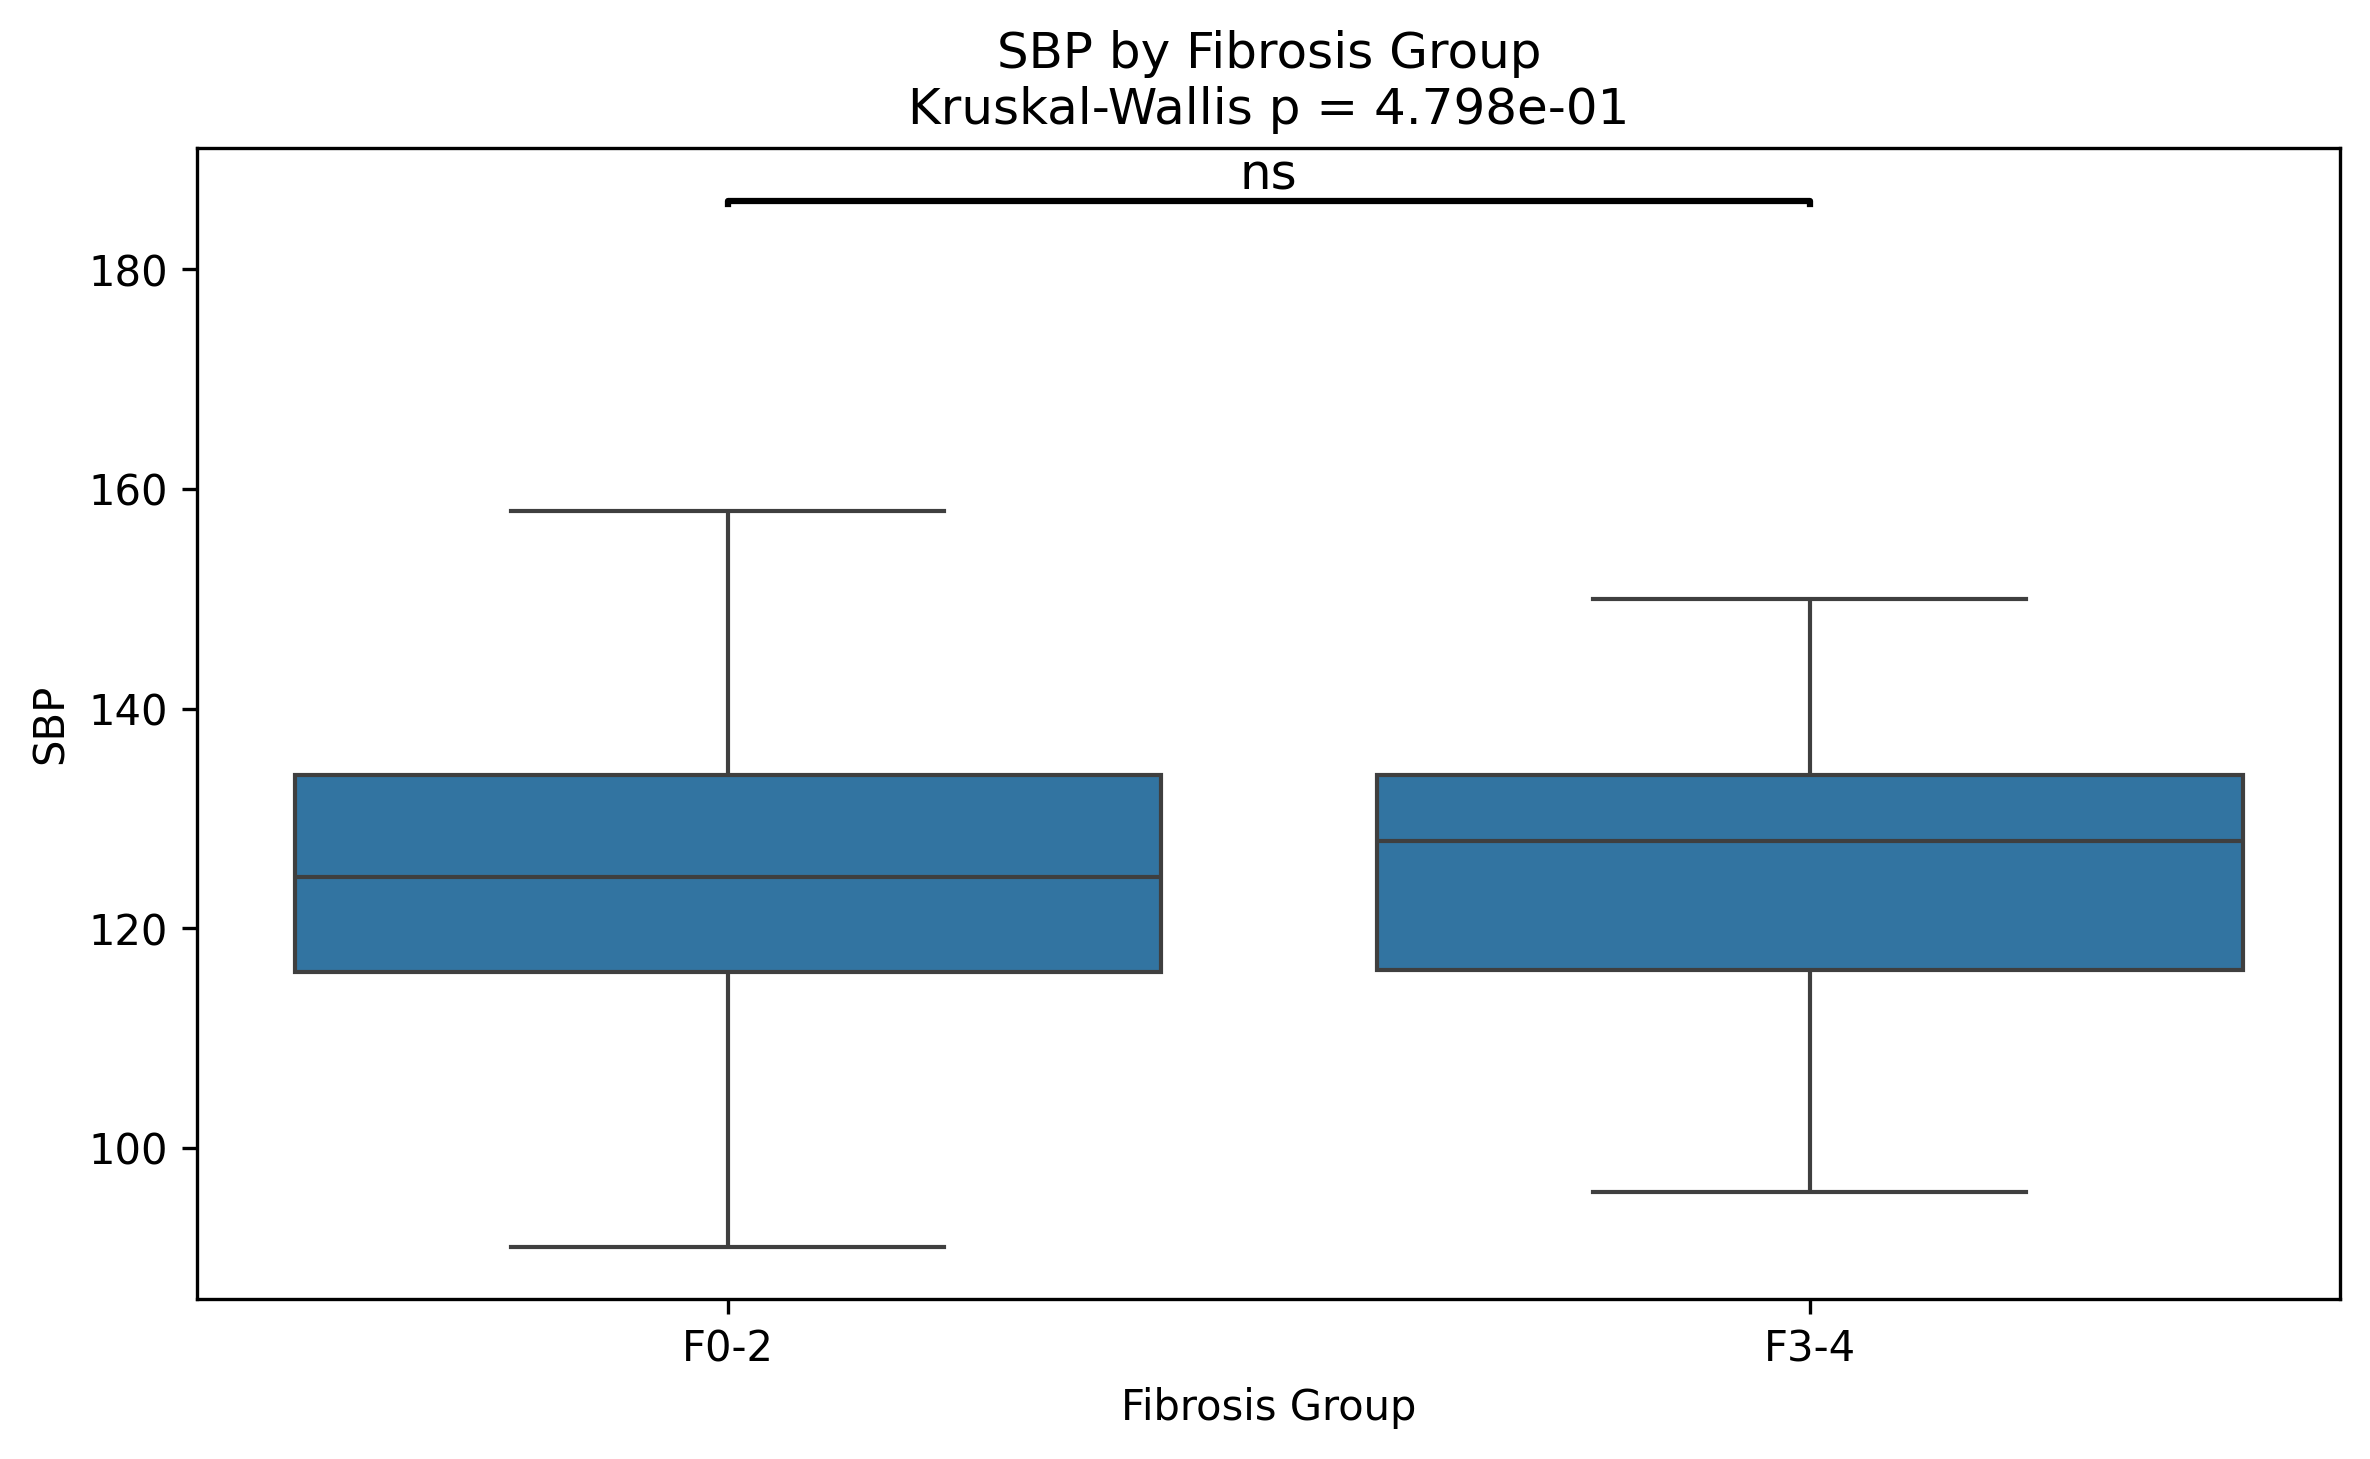 SBP by Fibrosis Group
Kruskal-Wallis p = 4.798e-01
ns
180
160
140
120
100
SBP
F0-2
F3-4
Fibrosis Group